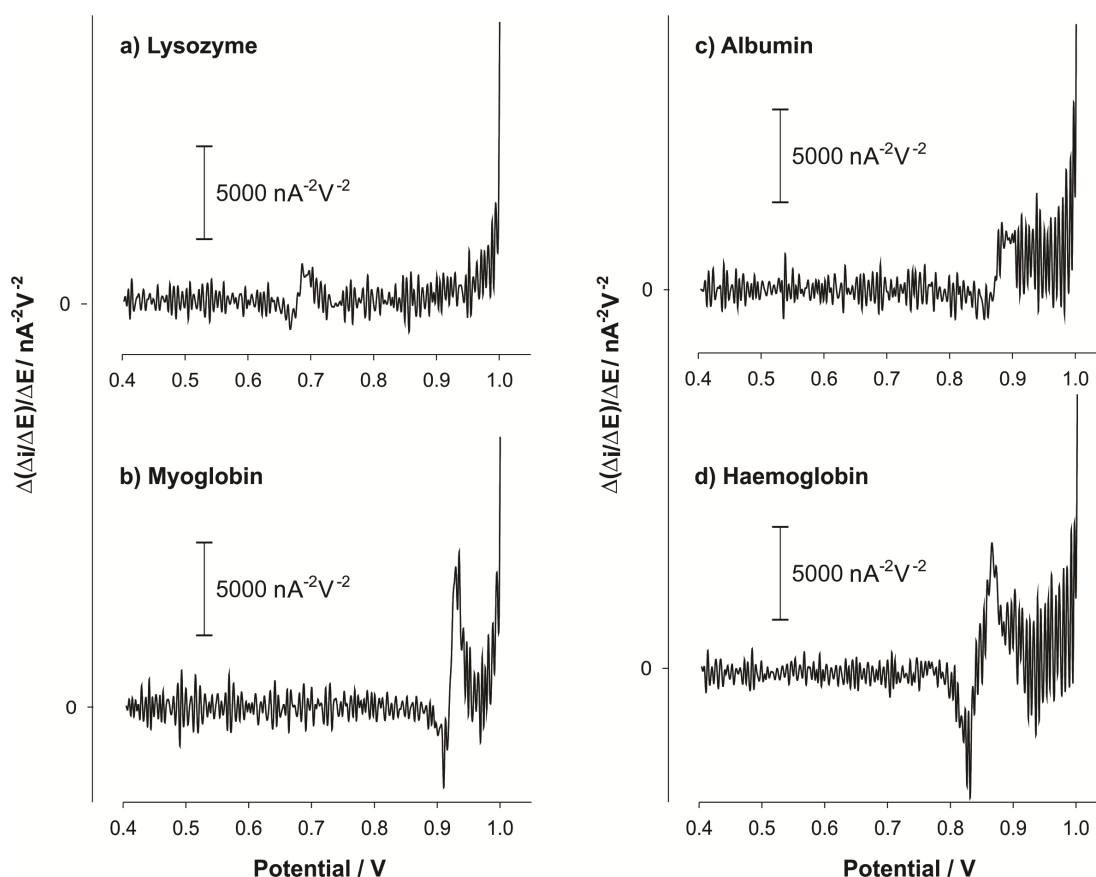 a) Lysozyme
5000 nA-2V-2
0
0.4 0.5 0.6 0.7 0.8 0.9 1.0
Δ(Δi/ΔE)/ΔE/ nA-2V-2
b) Myoglobin
5000 nA-2V-2
0
0.4 0.5 0.6 0.7 0.8 0.9 1.0
Potential / V
c) Albumin
5000 nA-2V-2
0
0.4 0.5 0.6 0.7 0.8 0.9 1.0
Δ(Δi/ΔE)/ΔE/ nA-2V-2
d) Haemoglobin
5000 nA-2V-2
0
0.4 0.5 0.6 0.7 0.8 0.9 1.0
Potential / V